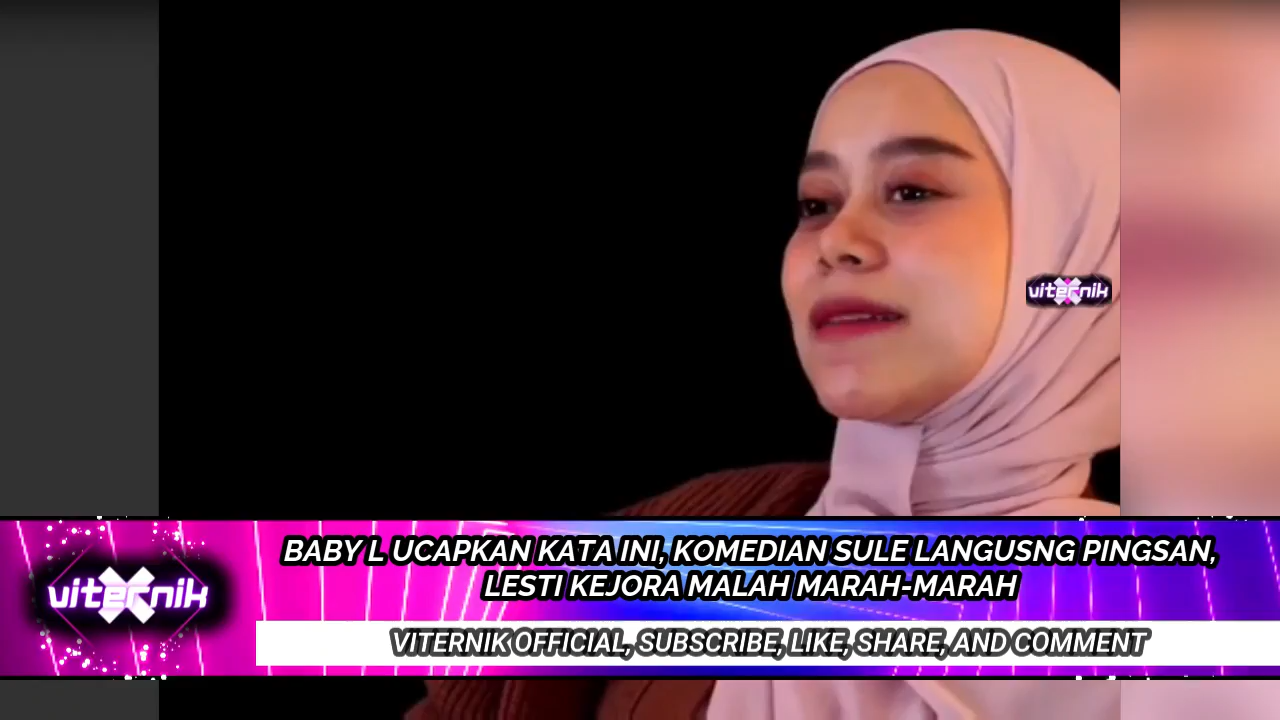 viternik
BABY L UCAPKAN KATA INI, KOMEDIAN SULE LANGUSNG PINGSAN,
LESTI KEJORA MALAH MARAH-MARAH
viternik
VITERNIK OFFICIAL, SUBSCRIBE, LIKE, SHARE, AND COMMENT